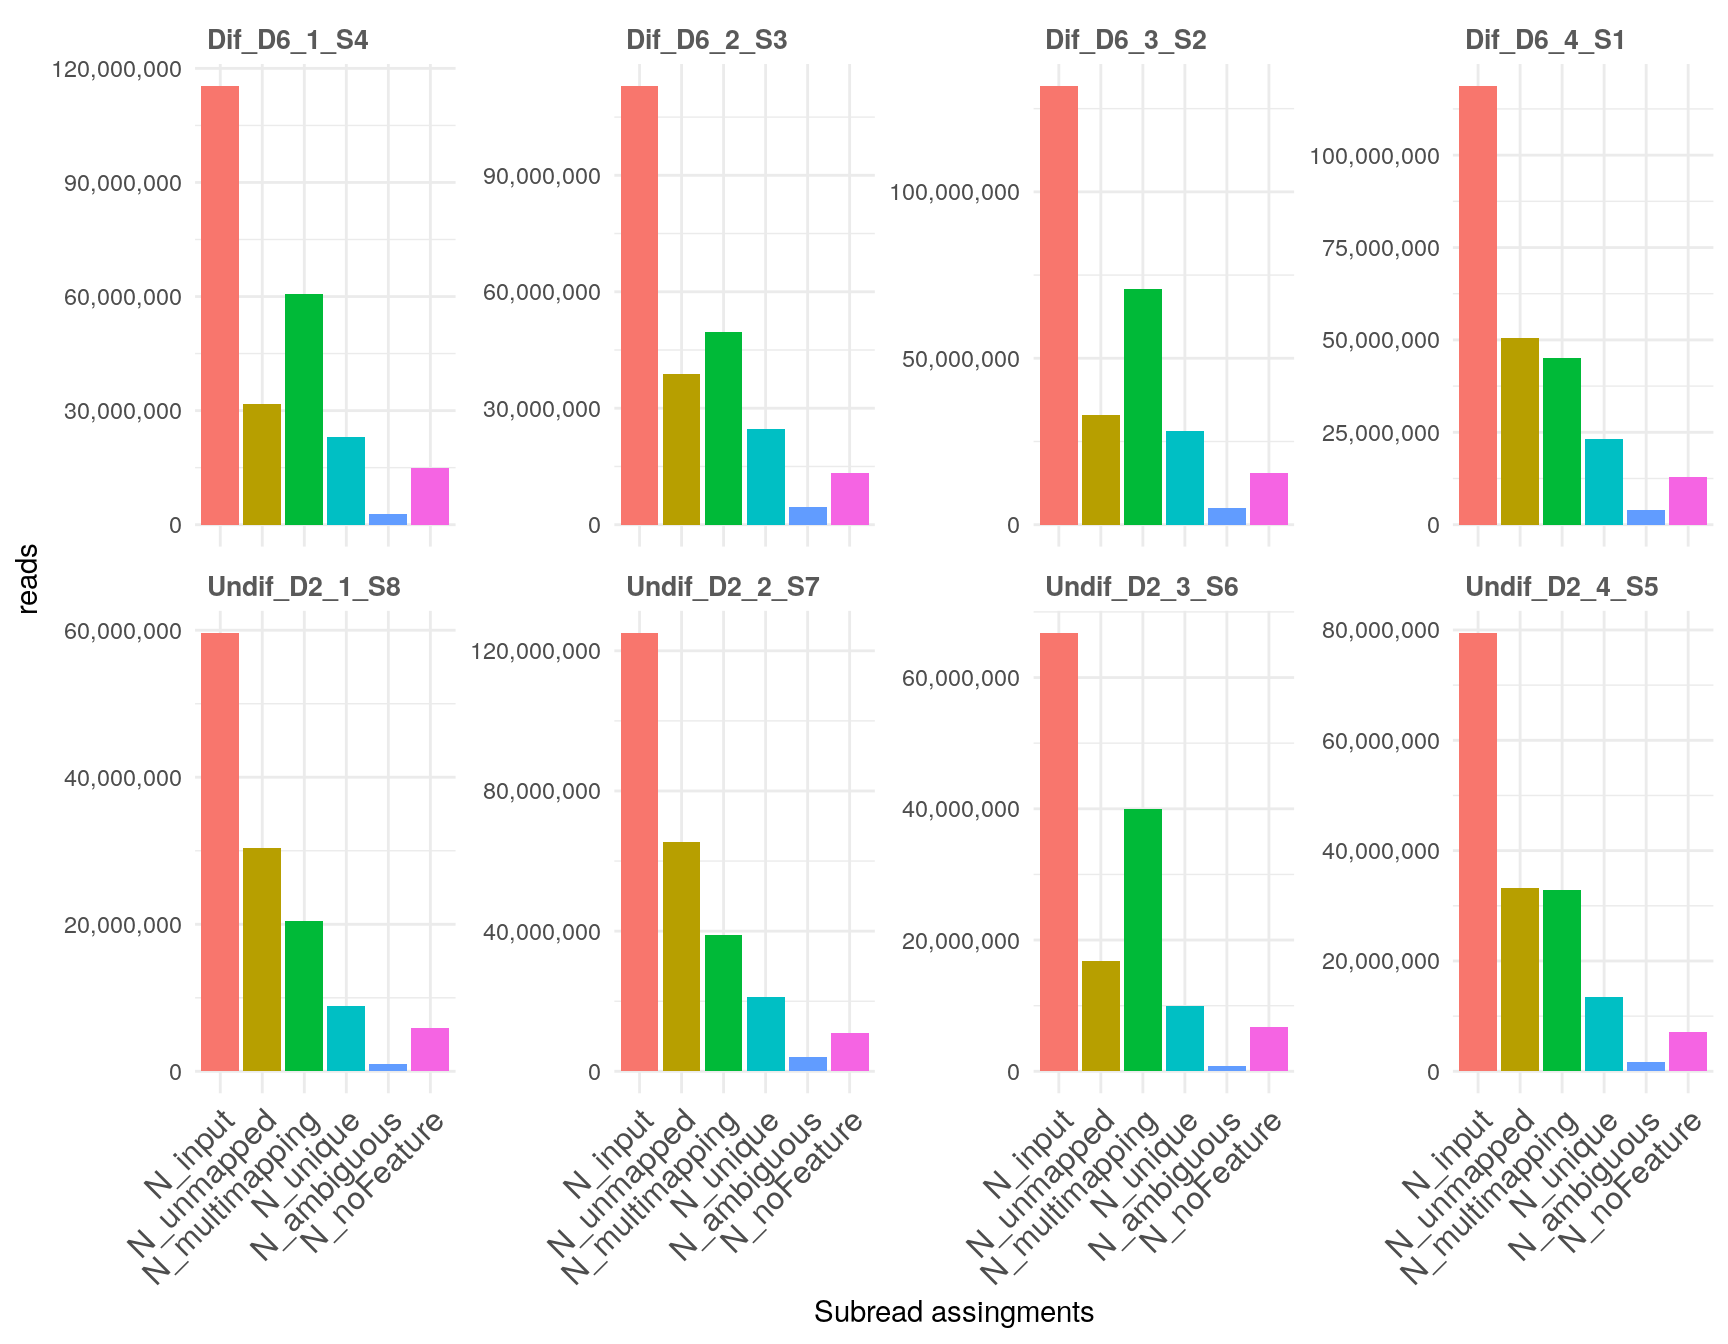 Dif_D6_1_S4
Dif_D6_2_S3
Dif_D6_3_S2
Dif_D6_4_S1
120,000,000
90,000,000
60,000,000
30,000,000
0
90,000,000
60,000,000
30,000,000
0
100,000,000
50,000,000
0
100,000,000
75,000,000
50,000,000
25,000,000
0
reads
Undif_D2_1_S8
Undif_D2_2_S7
Undif_D2_3_S6
Undif_D2_4_S5
60,000,000
40,000,000
20,000,000
0
120,000,000
80,000,000
40,000,000
0
60,000,000
40,000,000
20,000,000
0
80,000,000
60,000,000
40,000,000
20,000,000
0
N_input
N_unmapped
N_multimapping
N_unique
N_ambiguous
N_noFeature
N_input
N_unmapped
N_multimapping
N_unique
N_ambiguous
N_noFeature
N_input
N_unmapped
N_multimapping
N_unique
N_ambiguous
N_noFeature
N_input
N_unmapped
N_multimapping
N_unique
N_ambiguous
N_noFeature
Subread assingments